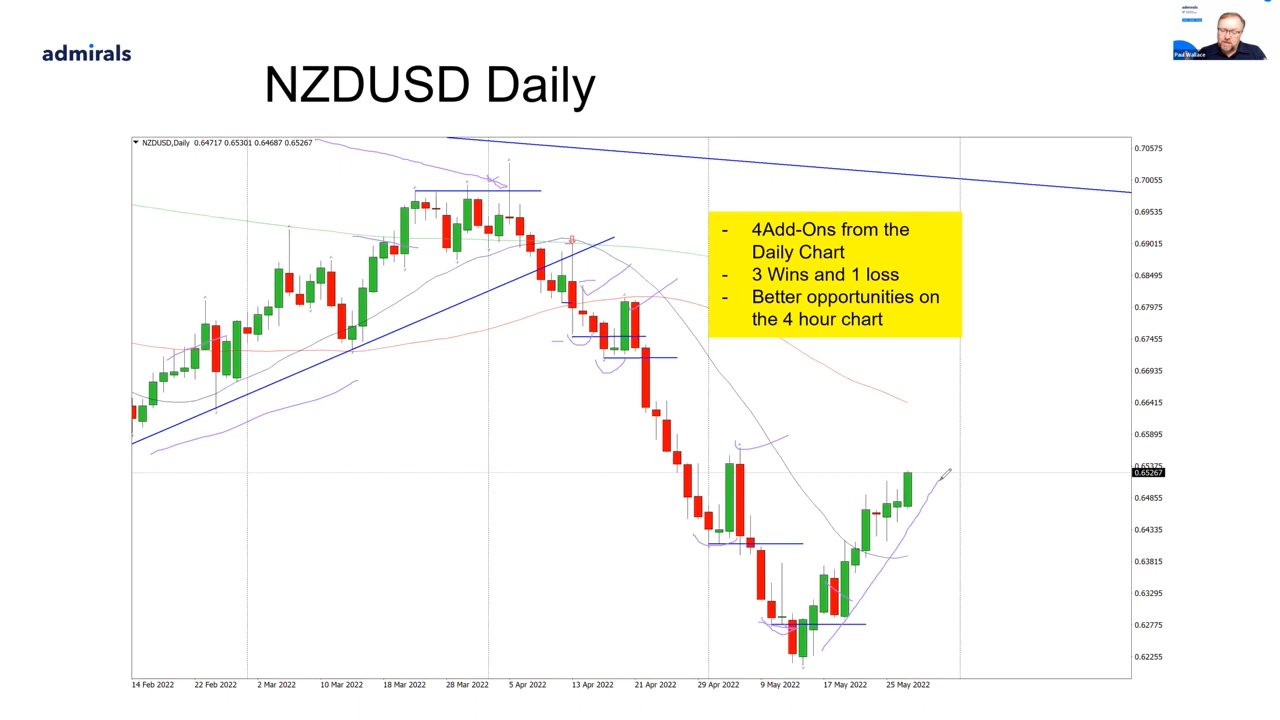 admirals
NZDUSD Daily
admirals
Paul Wallace
NZDUSD,Daily 0.64717 0.65301 0.64687 0.65267
- 4Add-Ons from the
Daily Chart
- 3 Wins and 1 loss
- Better opportunities on
the 4 hour chart
0.70575
0.70055
0.69535
0.69015
0.68495
0.67975
0.67455
0.66935
0.66415
0.65895
0.65375
0.65267
0.64855
0.64335
0.63815
0.63295
0.62775
0.62255
14 Feb 2022 22 Feb 2022 2 Mar 2022 10 Mar 2022 18 Mar 2022 28 Mar 2022 5 Apr 2022 13 Apr 2022 21 Apr 2022 29 Apr 2022 9 May 2022 17 May 2022 25 May 2022